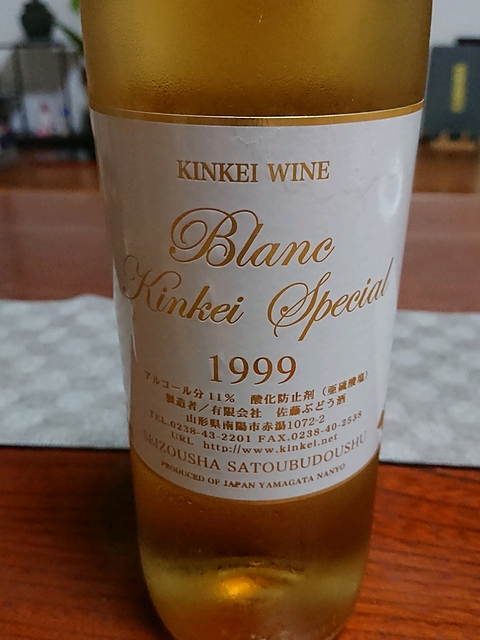 KINKEI WINE
Blanc
Kinkei Special
1999
アルコール分11% 酸化防止剤(亜硫酸塩)
製造者/有限会社 佐藤ぶどう酒
山形県南陽市赤湯1072-2
TEL.0238-43-2201 FAX.0238-40-2538
URL http://www.kinkei.net
SEIZOUSHA SATOUBUDOUSHU
PRODUCED OF JAPAN YAMAGATA NANYO